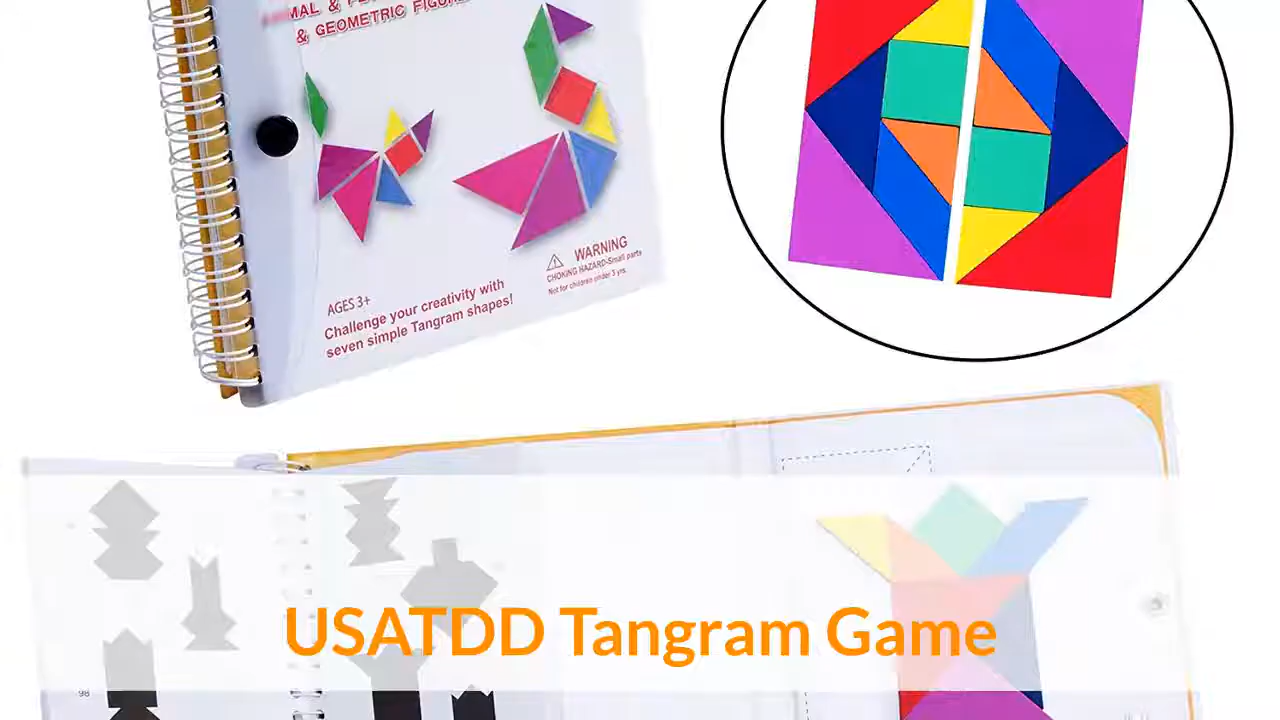 & GEOMETRIC FIGURE
WARNING
CHOKING HAZARD-Small parts
Not for children under 3 yrs.
AGES 3+
Challenge your creativity with
seven simple Tangram shapes!
USATDD Tangram Game
98